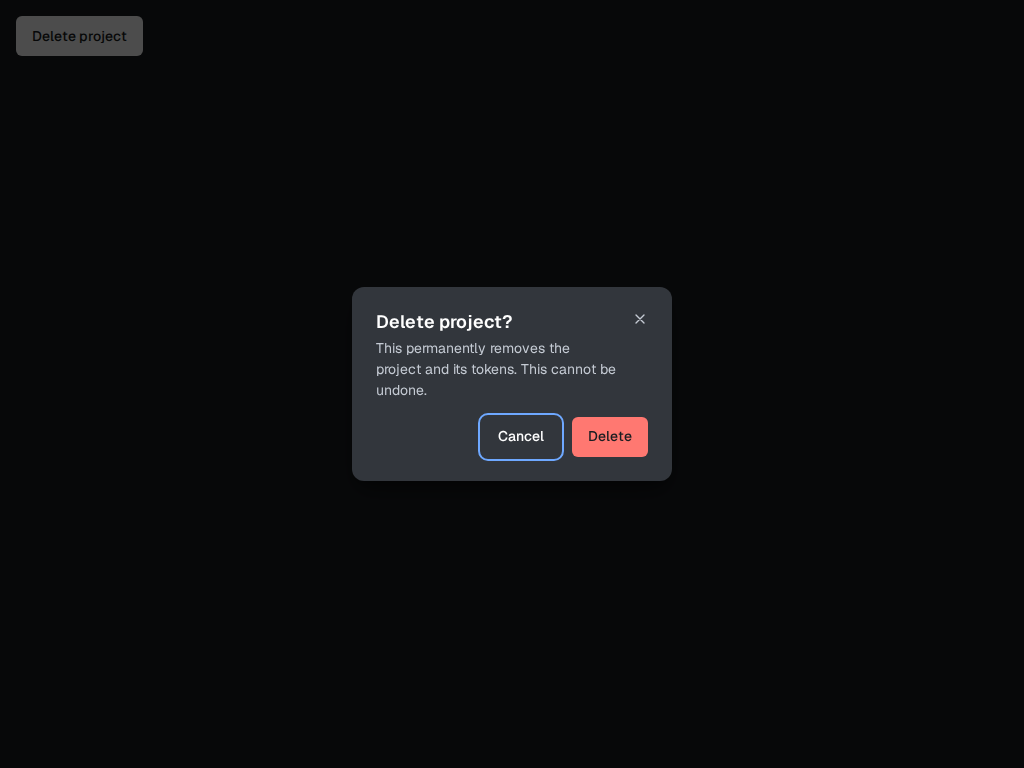 Delete project
Delete project?
This permanently removes the
project and its tokens. This cannot be
undone.
Cancel
Delete